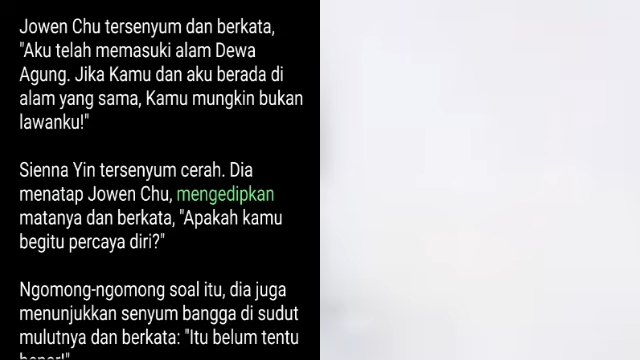 Jowen Chu tersenyum dan berkata,
"Aku telah memasuki alam Dewa
Agung. Jika Kamu dan aku berada di
alam yang sama, Kamu mungkin bukan
lawanku!"
Sienna Yin tersenyum cerah. Dia
menatap Jowen Chu, mengedipkan
matanya dan berkata, "Apakah kamu
begitu percaya diri?"
Ngomong-ngomong soal itu, dia juga
menunjukkan senyum bangga di sudut
mulutnya dan berkata: "Itu belum tentu